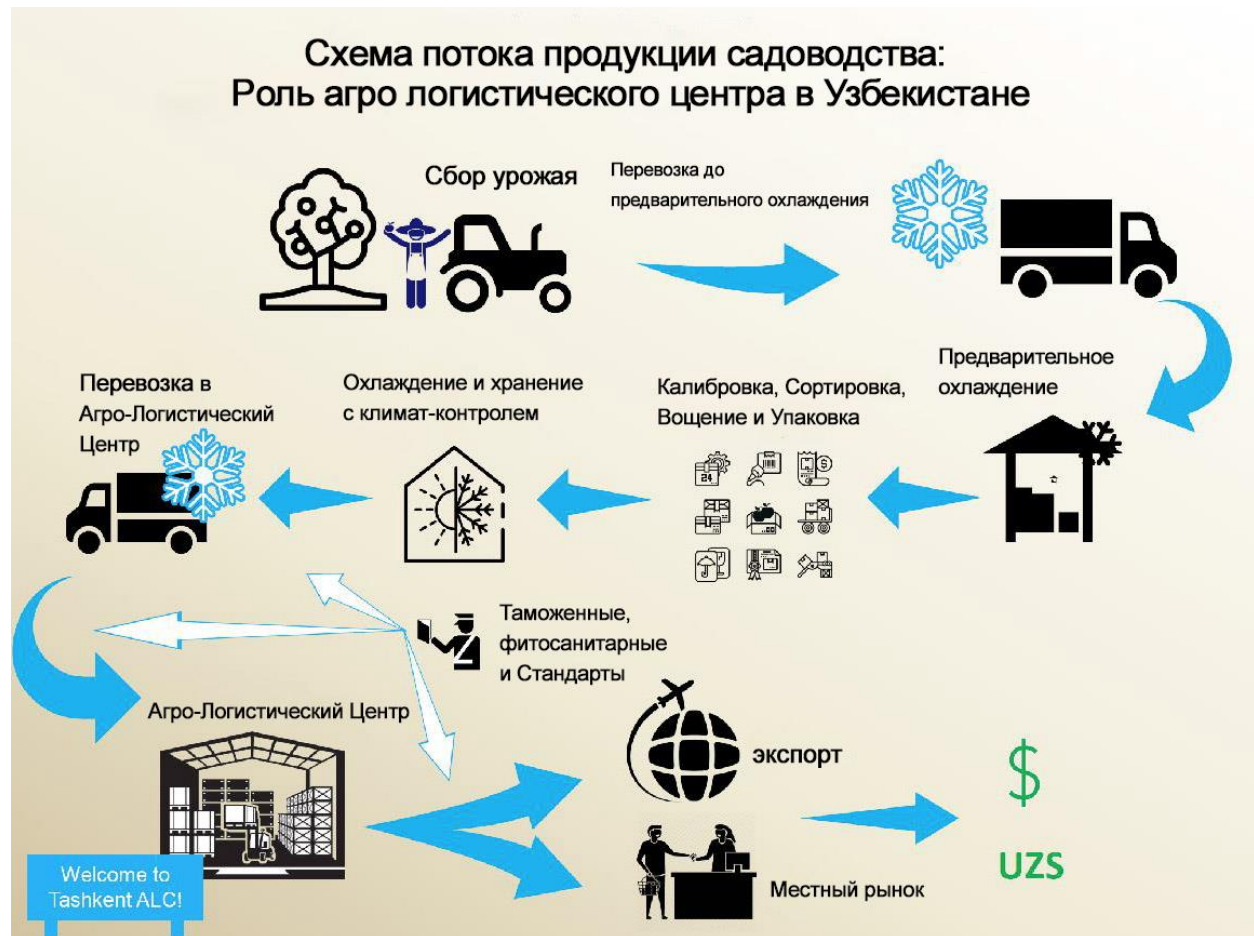 Схема потока продукции садоводства:
Роль агро логистического центра в Узбекистане
Сбор урожая
Перевозка до
предварительного охлаждения
Предварительное
охлаждение
Калибровка, Сортировка,
Вощение и Упаковка
24
$
Охлаждение и хранение
с климат-контролем
Перевозка в
Агро-Логистический
Центр
Таможенные,
фитосанитарные
и Стандарты
Агро-Логистический Центр
Welcome to
Tashkent ALC!
экспорт
Местный рынок
$
UZS